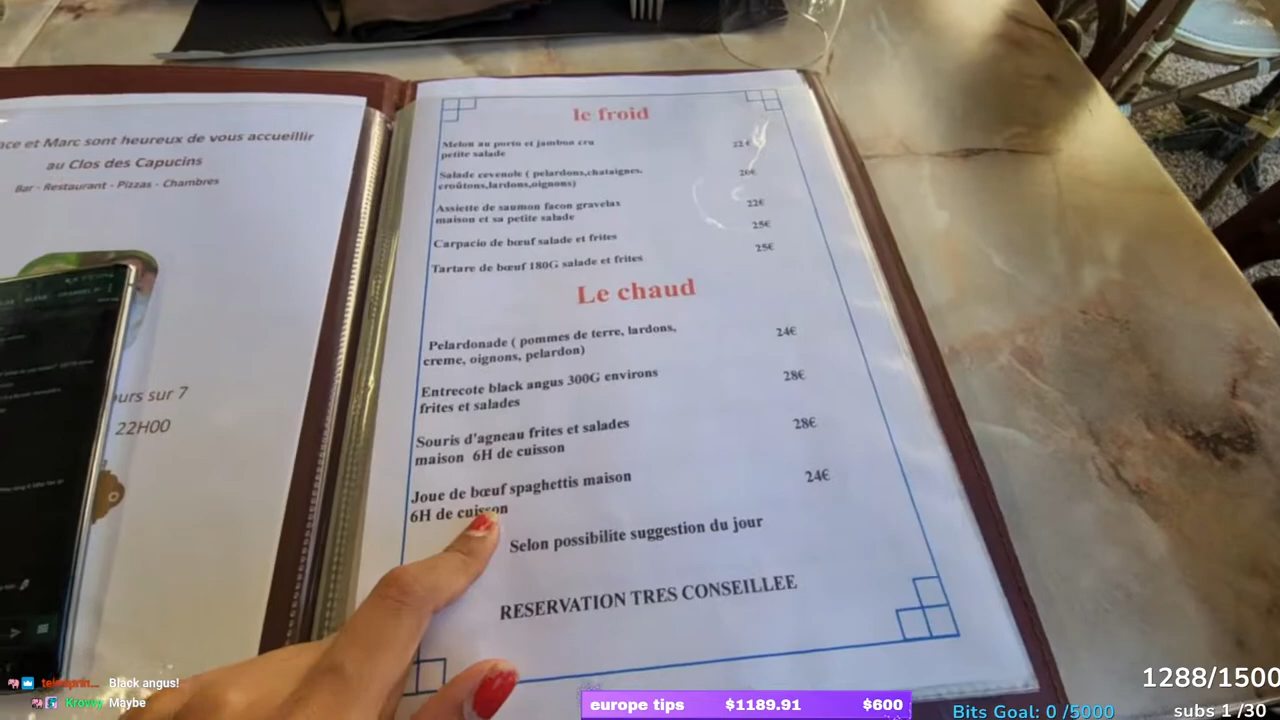 ce et Marc sont heureux de vous accueillir
au Clos des Capucins
Bar - Restaurant - Pizzas - Chambres
ours sur 7
22H00
le froid
Melon au porto et jambon cru
petite salade
22€
Salade cevenole ( pelardons,chataignes,
croûtons,lardons,oignons)
20€
Assiette de saumon facon gravelax
maison et sa petite salade
22€
Carpacio de bœuf salade et frites
25€
Tartare de bœuf 180G salade et frites
25€
Le chaud
Pelardonade ( pommes de terre, lardons,
creme, oignons, pelardon)
24€
Entrecote black angus 300G environs
frites et salades
28€
Souris d'agneau frites et salades
maison 6H de cuisson
28€
Joue de bœuf spaghettis maison
6H de cuisson
24€
Selon possibilite suggestion du jour
RESERVATION TRES CONSEILLEE
Black angus!
Krovvy Maybe
europe tips $1189.91 $600
1288/1500
Bits Goal: 0 /5000
subs 1 /30